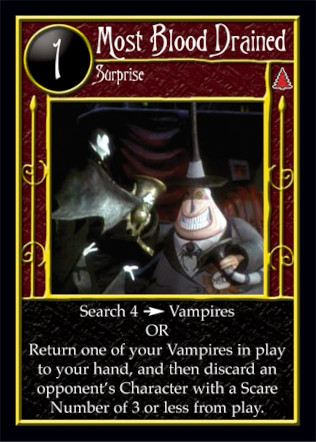 1
Most Blood Drained
Surprise
Search 4 → Vampires
OR
Return one of your Vampires in play
to your hand, and then discard an
opponent's Character with a Scare
Number of 3 or less from play.